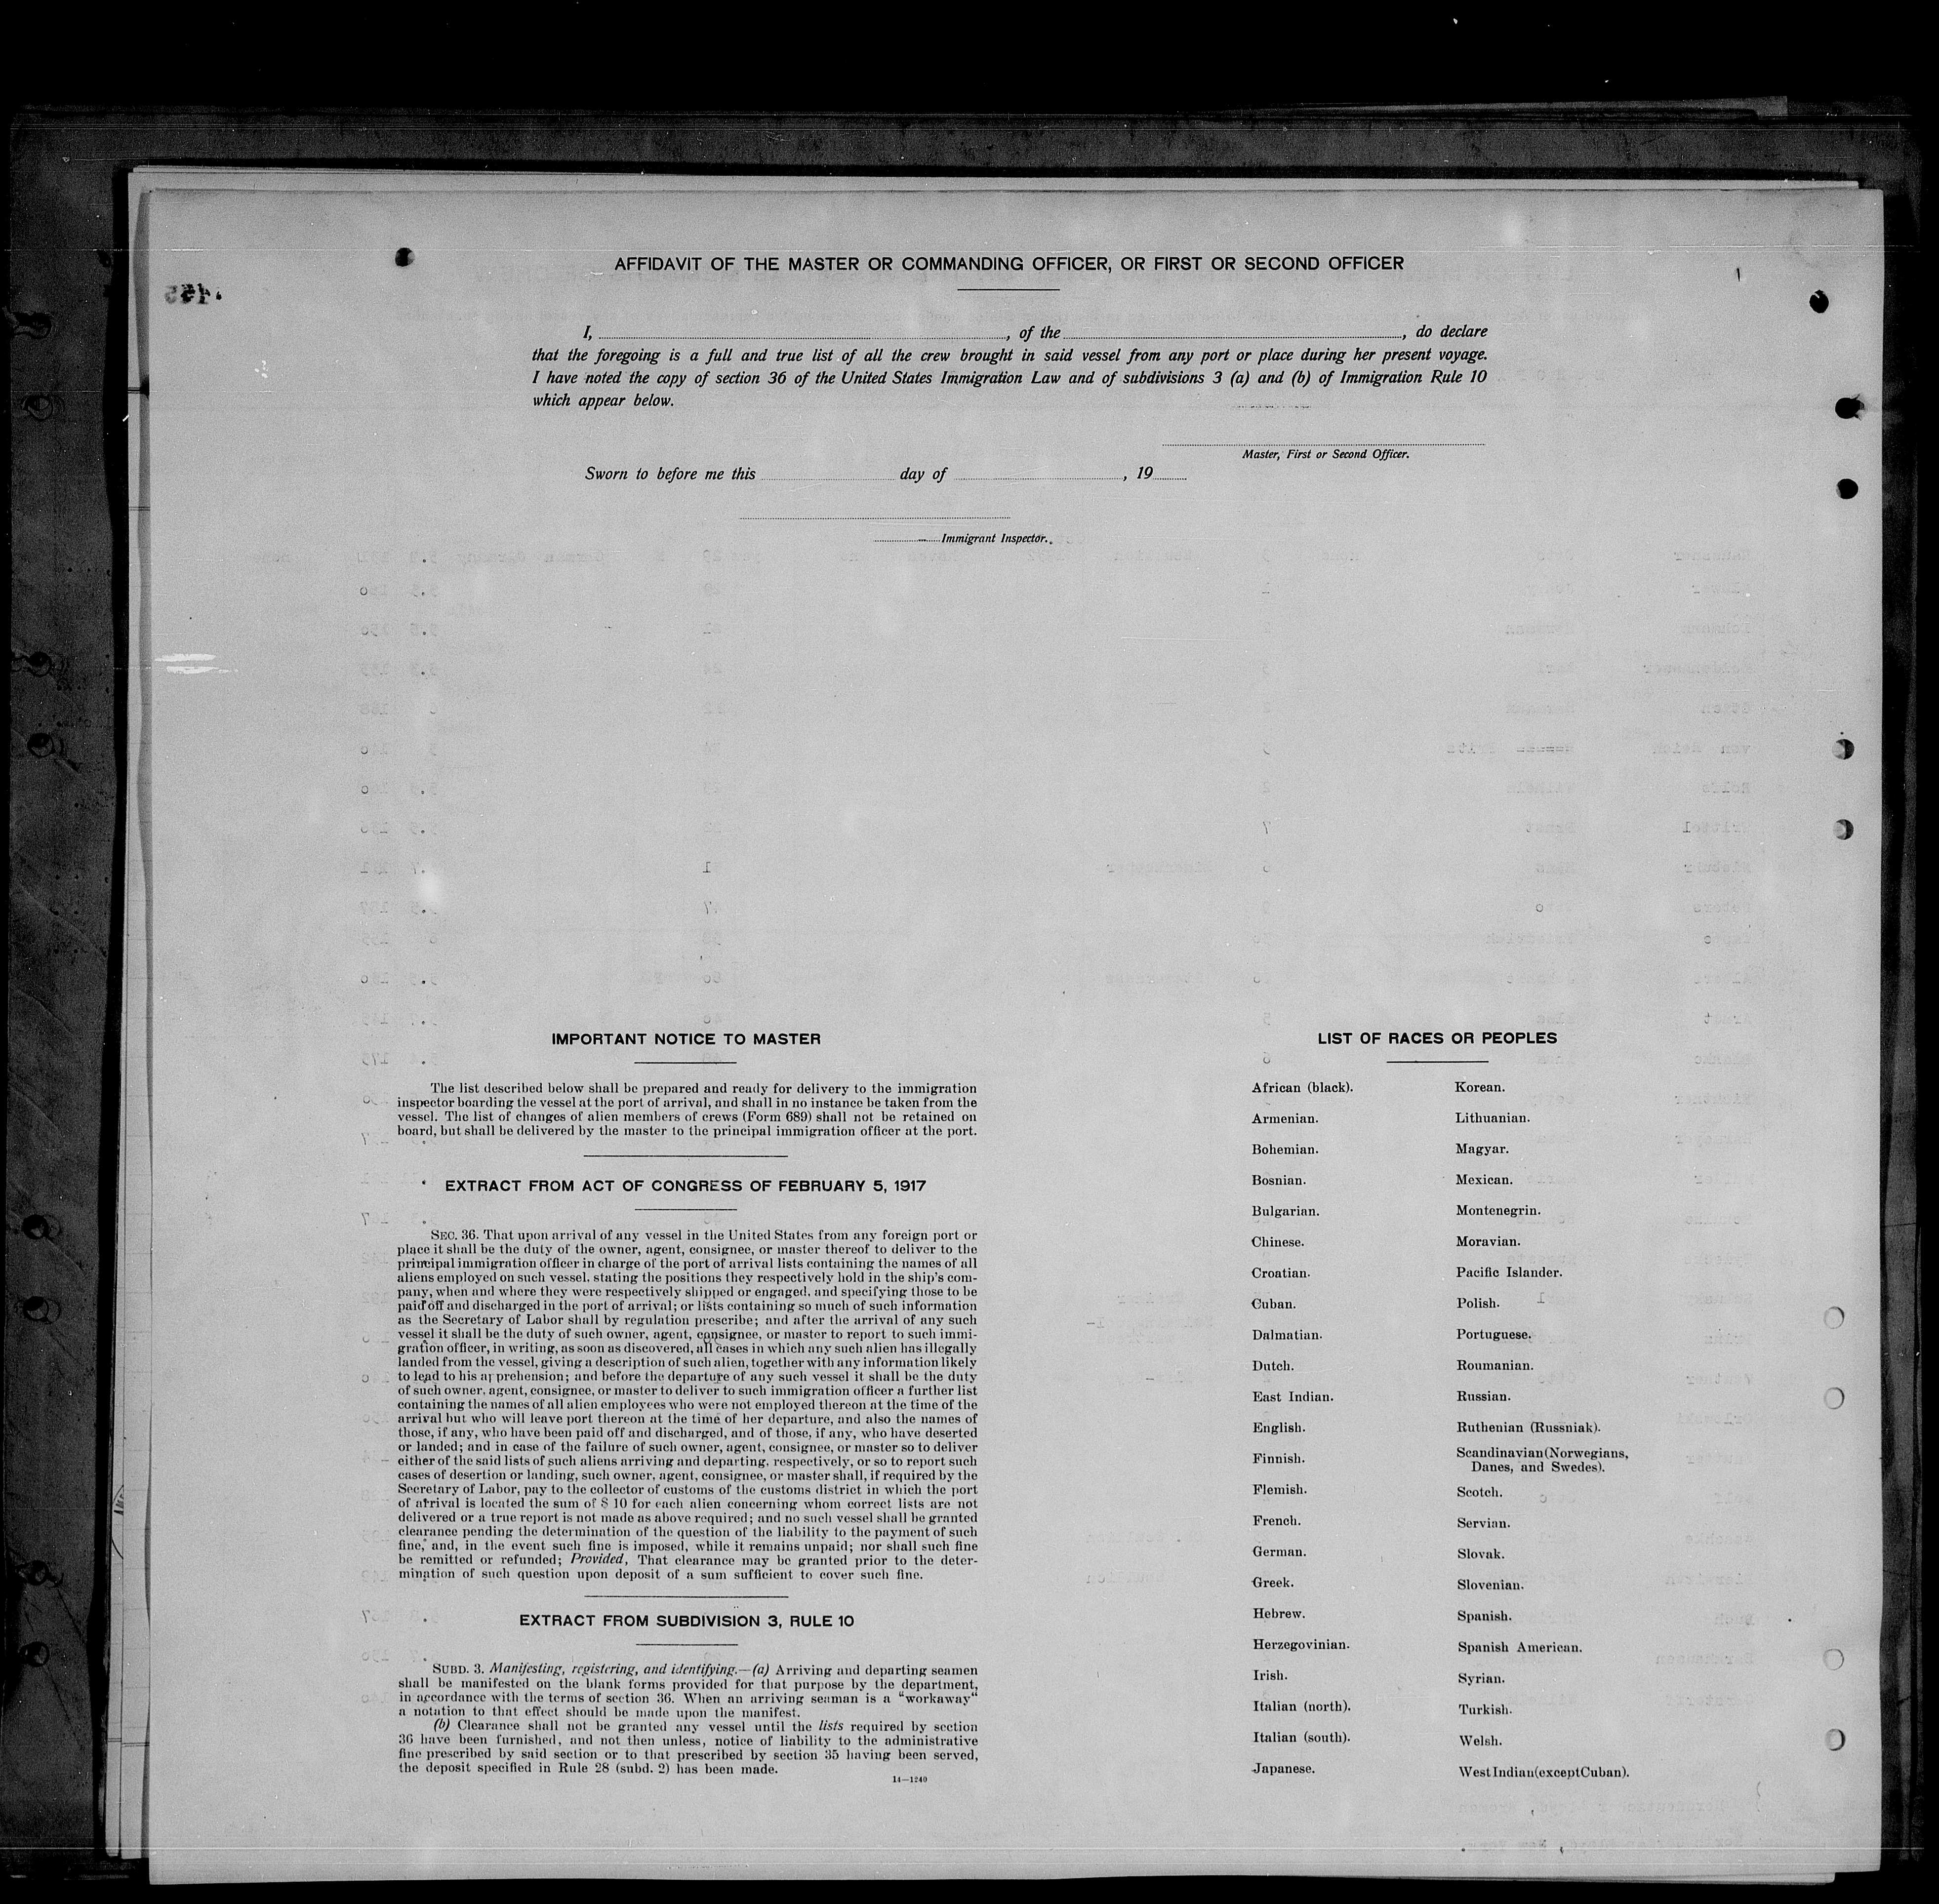 AFFIDAVIT OF THE MASTER OR COMMANDING OFFICER, OR FIRST OR SECOND OFFICER
I, , of the , do declare
that the foregoing is a full and true list of all the crew brought in said vessel from any port or place during her present voyage.
I have noted the copy of section 36 of the United States Immigration Law and of subdivisions 3 (a) and (b) of Immigration Rule 10
which appear below.
Master, First or Second Officer.
Sworn to before me this day of , 19
Immigrant Inspector.
IMPORTANT NOTICE TO MASTER
The list described below shall be prepared and ready for delivery to the immigration
inspector boarding the vessel at the port of arrival, and shall in no instance be taken from the
vessel. The list of changes of alien members of crews (Form 689) shall not be retained on
board, but shall be delivered by the master to the principal immigration officer at the port.
EXTRACT FROM ACT OF CONGRESS OF FEBRUARY 5, 1917
SEC. 36. That upon arrival of any vessel in the United States from any foreign port or
place it shall be the duty of the owner, agent, consignee, or master thereof to deliver to the
principal immigration officer in charge of the port of arrival lists containing the names of all
aliens employed on such vessel, stating the positions they respectively hold in the ship's com-
pany, when and where they were respectively shipped or engaged, and specifying those to be
paid off and discharged in the port of arrival; or lists containing so much of such information
as the Secretary of Labor shall by regulation prescribe; and after the arrival of any such
vessel it shall be the duty of such owner, agent, consignee, or master to report to such immi-
gration officer, in writing, as soon as discovered, all cases in which any such alien has illegally
landed from the vessel, giving a description of such alien, together with any information likely
to lead to his apprehension; and before the departure of any such vessel it shall be the duty
of such owner, agent, consignee, or master to deliver to such immigration officer a further list
containing the names of all alien employees who were not employed thereon at the time of the
arrival but who will leave port thereon at the time of her departure, and also the names of
those, if any, who have been paid off and discharged, and of those, if any, who have deserted
or landed; and in case of the failure of such owner, agent, consignee, or master so to deliver
either of the said lists of such aliens arriving and departing, respectively, or so to report such
cases of desertion or landing, such owner, agent, consignee, or master shall, if required by the
Secretary of Labor, pay to the collector of customs of the customs district in which the port
of arrival is located the sum of $ 10 for each alien concerning whom correct lists are not
delivered or a true report is not made as above required; and no such vessel shall be granted
clearance pending the determination of the question of the liability to the payment of such
fine, and, in the event such fine is imposed, while it remains unpaid; nor shall such fine
be remitted or refunded; Provided, That clearance may be granted prior to the deter-
mination of such question upon deposit of a sum sufficient to cover such fine.
EXTRACT FROM SUBDIVISION 3, RULE 10
SUBD. 3. Manifesting, registering, and identifying.—(a) Arriving and departing seamen
shall be manifested on the blank forms provided for that purpose by the department,
in accordance with the terms of section 36. When an arriving seaman is a "workaway"
a notation to that effect should be made upon the manifest.
(b) Clearance shall not be granted any vessel until the lists required by section
36 have been furnished, and not then unless, notice of liability to the administrative
fine prescribed by said section or to that prescribed by section 35 having been served,
the deposit specified in Rule 28 (subd. 2) has been made.
14—1240
LIST OF RACES OR PEOPLES
African (black).
Armenian.
Bohemian.
Bosnian.
Bulgarian.
Chinese.
Croatian.
Cuban.
Dalmatian.
Dutch.
East Indian.
English.
Finnish.
Flemish.
French.
German.
Greek.
Hebrew.
Herzegovinian.
Irish.
Italian (north).
Italian (south).
Japanese.
Korean.
Lithuanian.
Magyar.
Mexican.
Montenegrin.
Moravian.
Pacific Islander.
Polish.
Portuguese.
Roumanian.
Russian.
Ruthenian (Russniak).
Scandinavian (Norwegians,
Danes, and Swedes).
Scotch.
Servian.
Slovak.
Slovenian.
Spanish.
Spanish American.
Syrian.
Turkish.
Welsh.
West Indian (except Cuban).